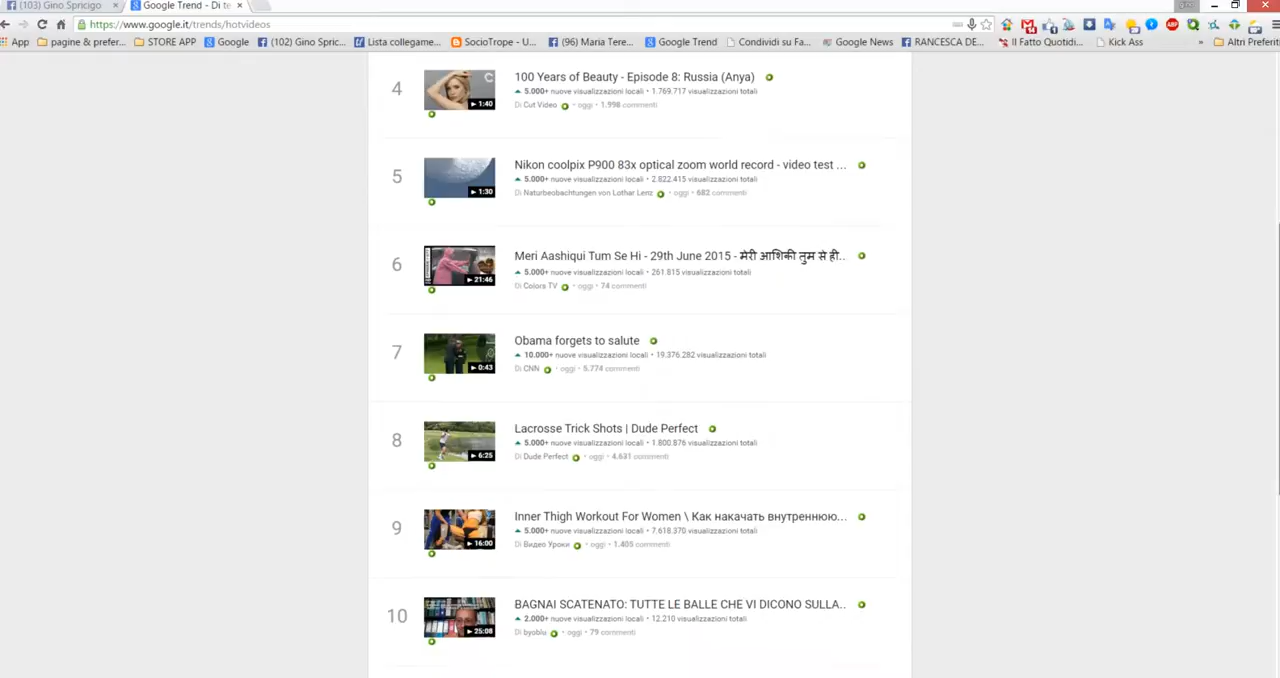 (103) Gino Spricigo
Google Trend - Di te
gino
https://www.google.it/trends/hotvideos
App
pagine & prefer...
STORE APP
Google
(102) Gino Spric...
Lista collegame...
SocioTrope - U...
(96) Maria Tere...
Google Trend
Condividi su Fa...
Google News
RANCESCA DE...
Il Fatto Quotidi...
Kick Ass
»
Altri Preferiti
4
1:40
100 Years of Beauty - Episode 8: Russia (Anya)
5.000+ nuove visualizzazioni locali • 1.769.717 visualizzazioni totali
Di Cut Video • oggi • 1.998 commenti
5
1:30
Nikon coolpix P900 83x optical zoom world record - video test ...
5.000+ nuove visualizzazioni locali • 2.822.415 visualizzazioni totali
Di Naturbeobachtungen von Lothar Lenz • oggi • 682 commenti
6
21:46
Meri Aashiqui Tum Se Hi - 29th June 2015 - मेरी आशिकी तुम से ही..
5.000+ nuove visualizzazioni locali • 261.815 visualizzazioni totali
Di Colors TV • oggi • 74 commenti
7
0:43
Obama forgets to salute
10.000+ nuove visualizzazioni locali • 19.376.282 visualizzazioni totali
Di CNN • oggi • 5.774 commenti
8
6:25
Lacrosse Trick Shots | Dude Perfect
5.000+ nuove visualizzazioni locali • 1.800.876 visualizzazioni totali
Di Dude Perfect • oggi • 4.631 commenti
9
16:00
Inner Thigh Workout For Women \ Как накачать внутреннюю...
5.000+ nuove visualizzazioni locali • 7.618.370 visualizzazioni totali
Di Видео Уроки • oggi • 1.405 commenti
10
25:08
BAGNAI SCATENATO: TUTTE LE BALLE CHE VI DICONO SULLA..
2.000+ nuove visualizzazioni locali • 12.210 visualizzazioni totali
Di byoblu • oggi • 79 commenti